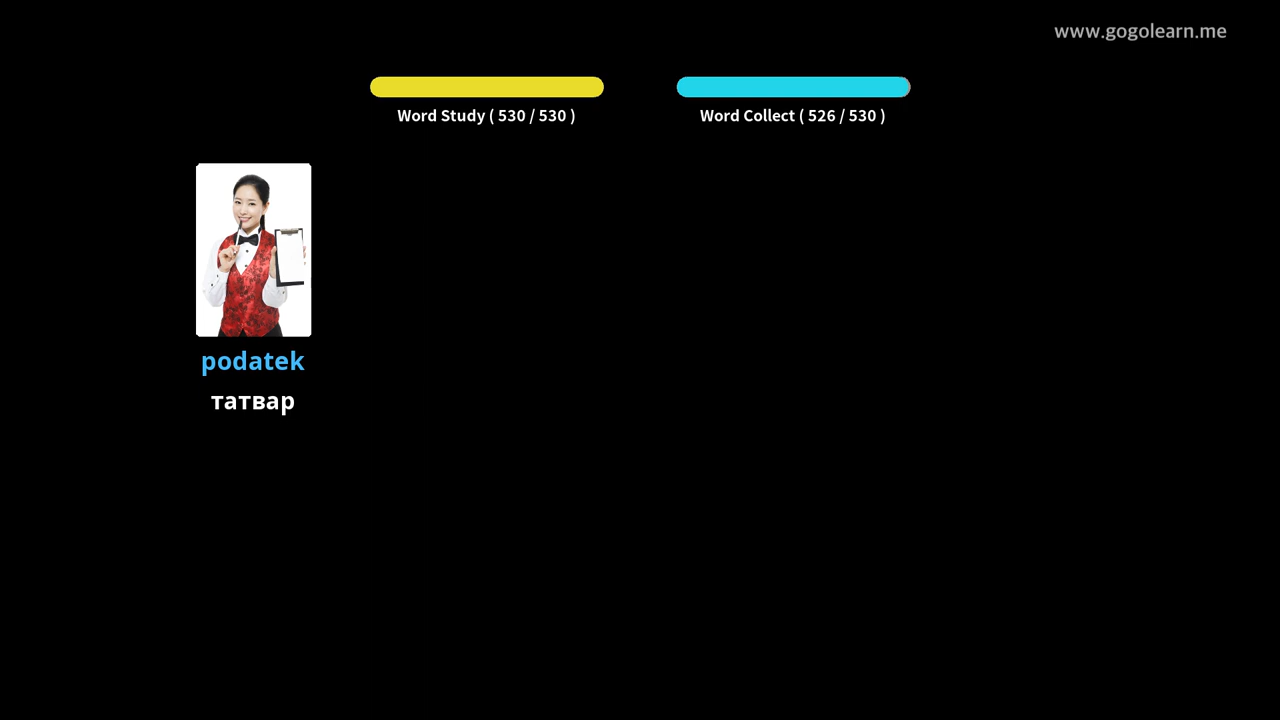 www.gogolearn.me
Word Study ( 530 / 530 )
Word Collect ( 526 / 530 )
podatek
татвар